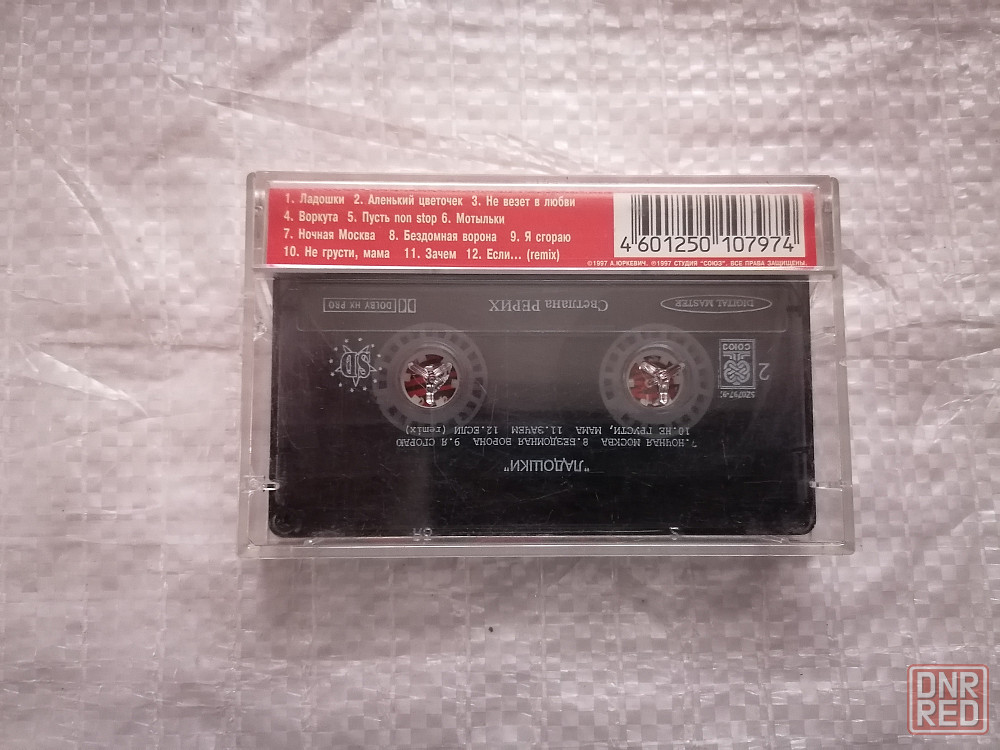 1. Ладошки 2. Аленький цветочек 3. Не везет в любви
4. Воркута 5. Пусть non stop 6. Мотыльки
7. Ночная Москва 8. Бездомная ворона 9. Я сгораю
10. Не грусти, мама 11. Зачем 12. Если... (remix)
4 601250 107974
©1997 А.ЮРКЕВИЧ. ℗1997 СТУДИЯ "СОЮЗ". ВСЕ ПРАВА ЗАЩИЩЕНЫ.
"ЛАДОШКИ"
7.НОЧНАЯ МОСКВА 8.БЕЗДОМНАЯ ВОРОНА 9.Я СГОРАЮ
10.НЕ ГРУСТИ, МАМА 11.ЗАЧЕМ 12.ЕСЛИ (remix)
2
СОЮЗ
SD
DIGITAL MASTER
Светлана РЕРИХ
DOLBY HX PRO
DNR
RED